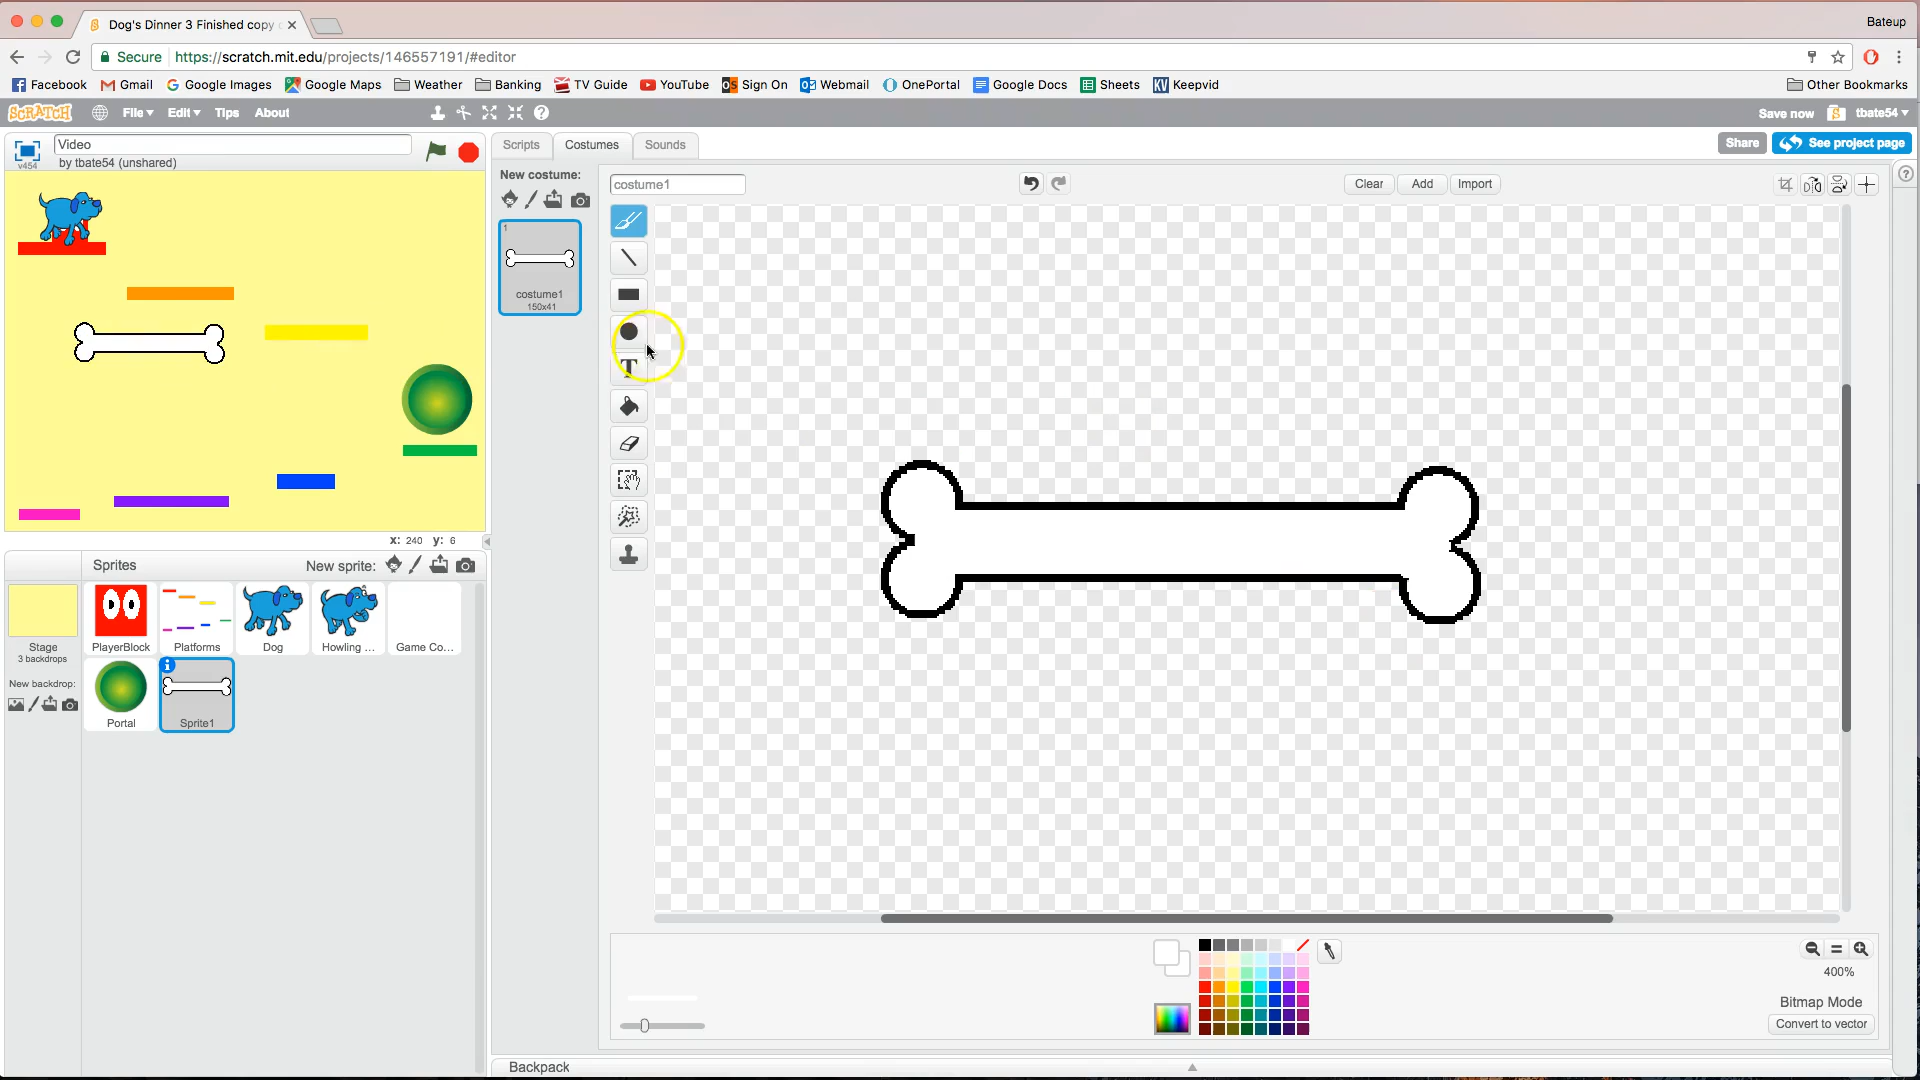 Dog's Dinner 3 Finished copy
Bateup
Secure https://scratch.mit.edu/projects/146557191/#editor
Facebook Gmail Google Images Google Maps Weather Banking TV Guide YouTube Sign On Webmail OnePortal Google Docs Sheets Keepvid Other Bookmarks
SCRATCH File Edit Tips About Save now tbate54
Video
by tbate54 (unshared)
v454
Scripts Costumes Sounds Share See project page
New costume:
costume1
Clear Add Import
1
costume1
150x41
T
x: 240 y: 6
Sprites New sprite:
Stage
3 backdrops
New backdrop:
PlayerBlock Platforms Dog Howling ... Game Co...
Portal Sprite1
400%
Bitmap Mode
Convert to vector
Backpack